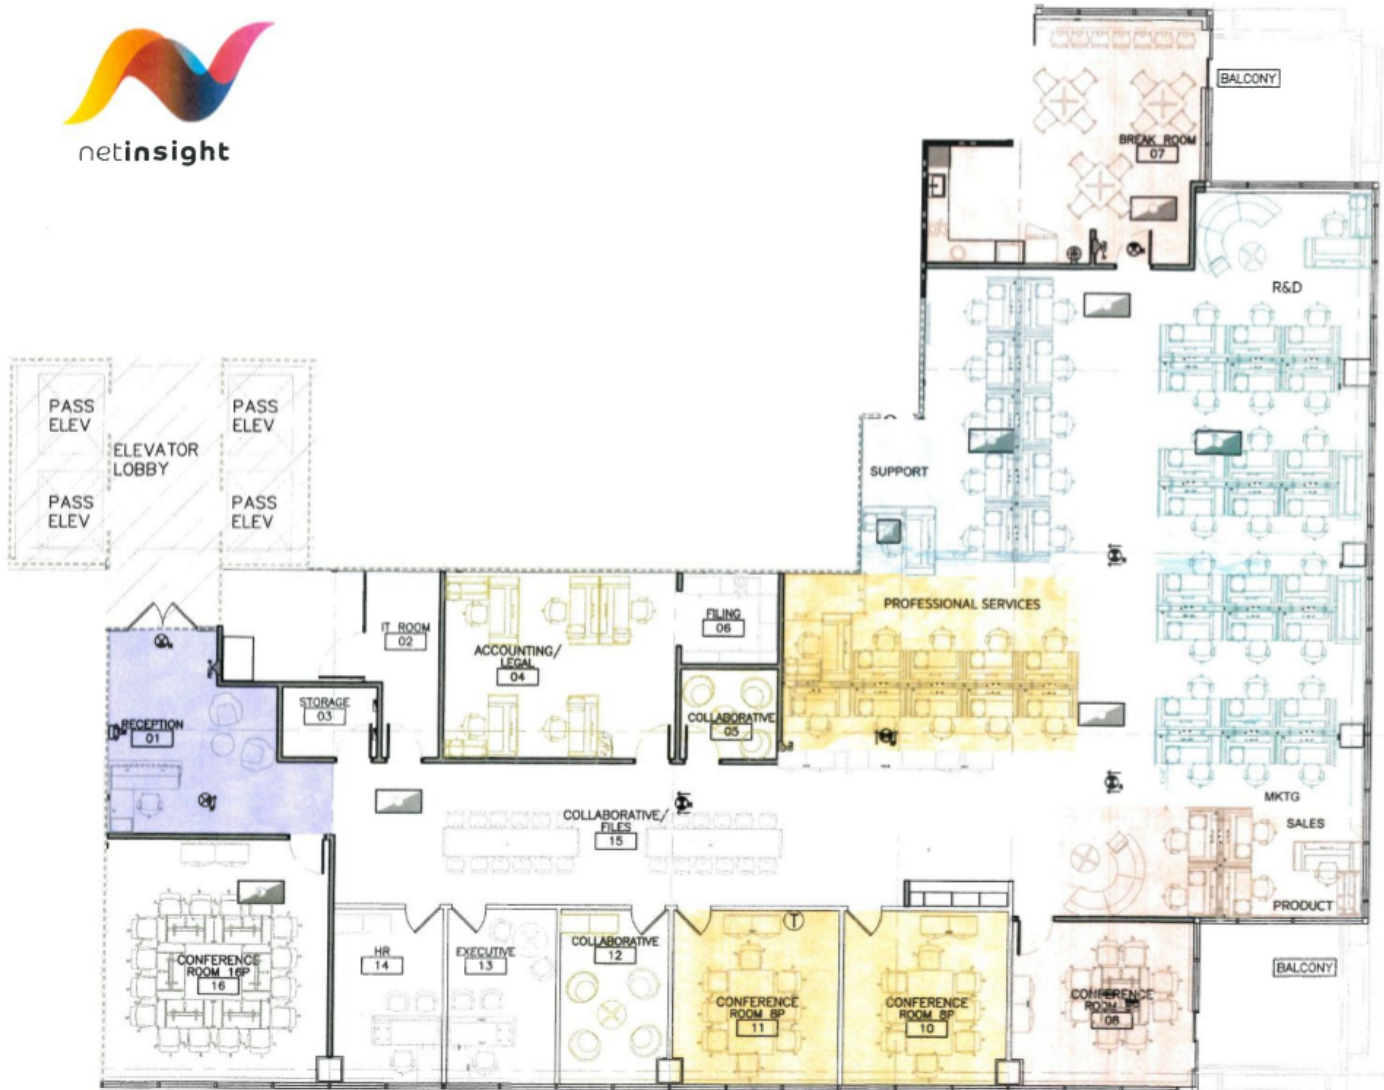 netinsight
BALCONY
BREAK ROOM
07
R&D
PASS
ELEV
PASS
ELEV
ELEVATOR
LOBBY
PASS
ELEV
PASS
ELEV
SUPPORT
PROFESSIONAL SERVICES
IT ROOM
02
FILING
06
ACCOUNTING/
LEGAL
04
STORAGE
03
COLLABORATIVE
05
RECEPTION
01
MKTG
SALES
PRODUCT
COLLABORATIVE/
FILES
15
CONFERENCE
ROOM 16P
16
HR
14
EXECUTIVE
13
COLLABORATIVE
12
T
CONFERENCE
ROOM 8P
11
CONFERENCE
ROOM 8P
10
CONFERENCE
ROOM
08
BALCONY